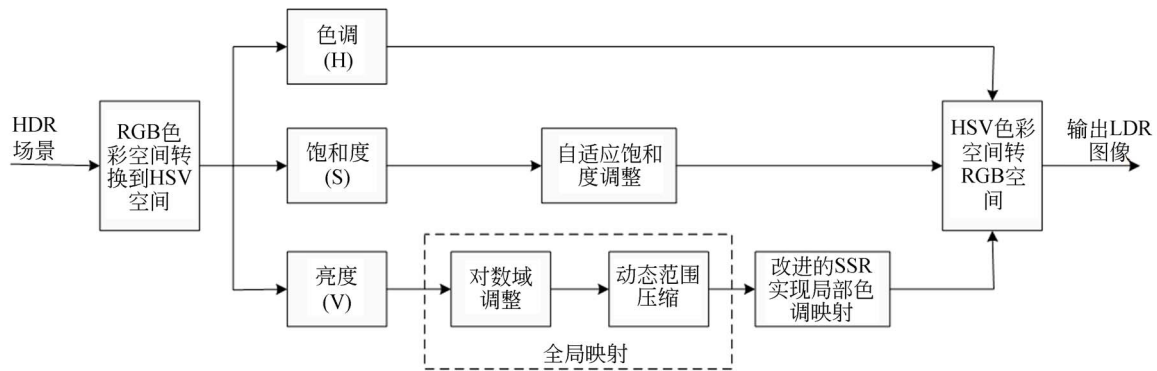 色调
(H)
HDR
场景
RGB色
彩空间转
换到HSV
空间
饱和度
(S)
自适应饱和
度调整
HSV色彩
空间转
RGB空
间
输出LDR
图像
亮度
(V)
对数域
调整
动态范围
压缩
改进的SSR
实现局部色
调映射
全局映射